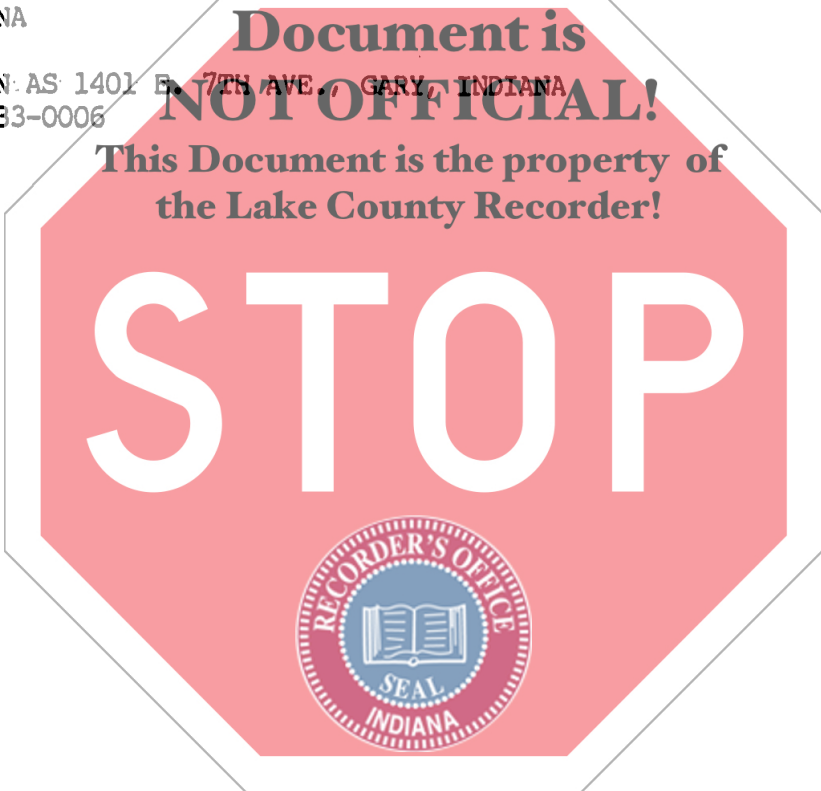 NA
Document is
AS 1401 E. 7TH AVE., GARY, INDIANA
NOT OFFICIAL!
33-0006
This Document is the property of
the Lake County Recorder!
STOP
RECORDER'S OFFICE
SEAL
INDIANA